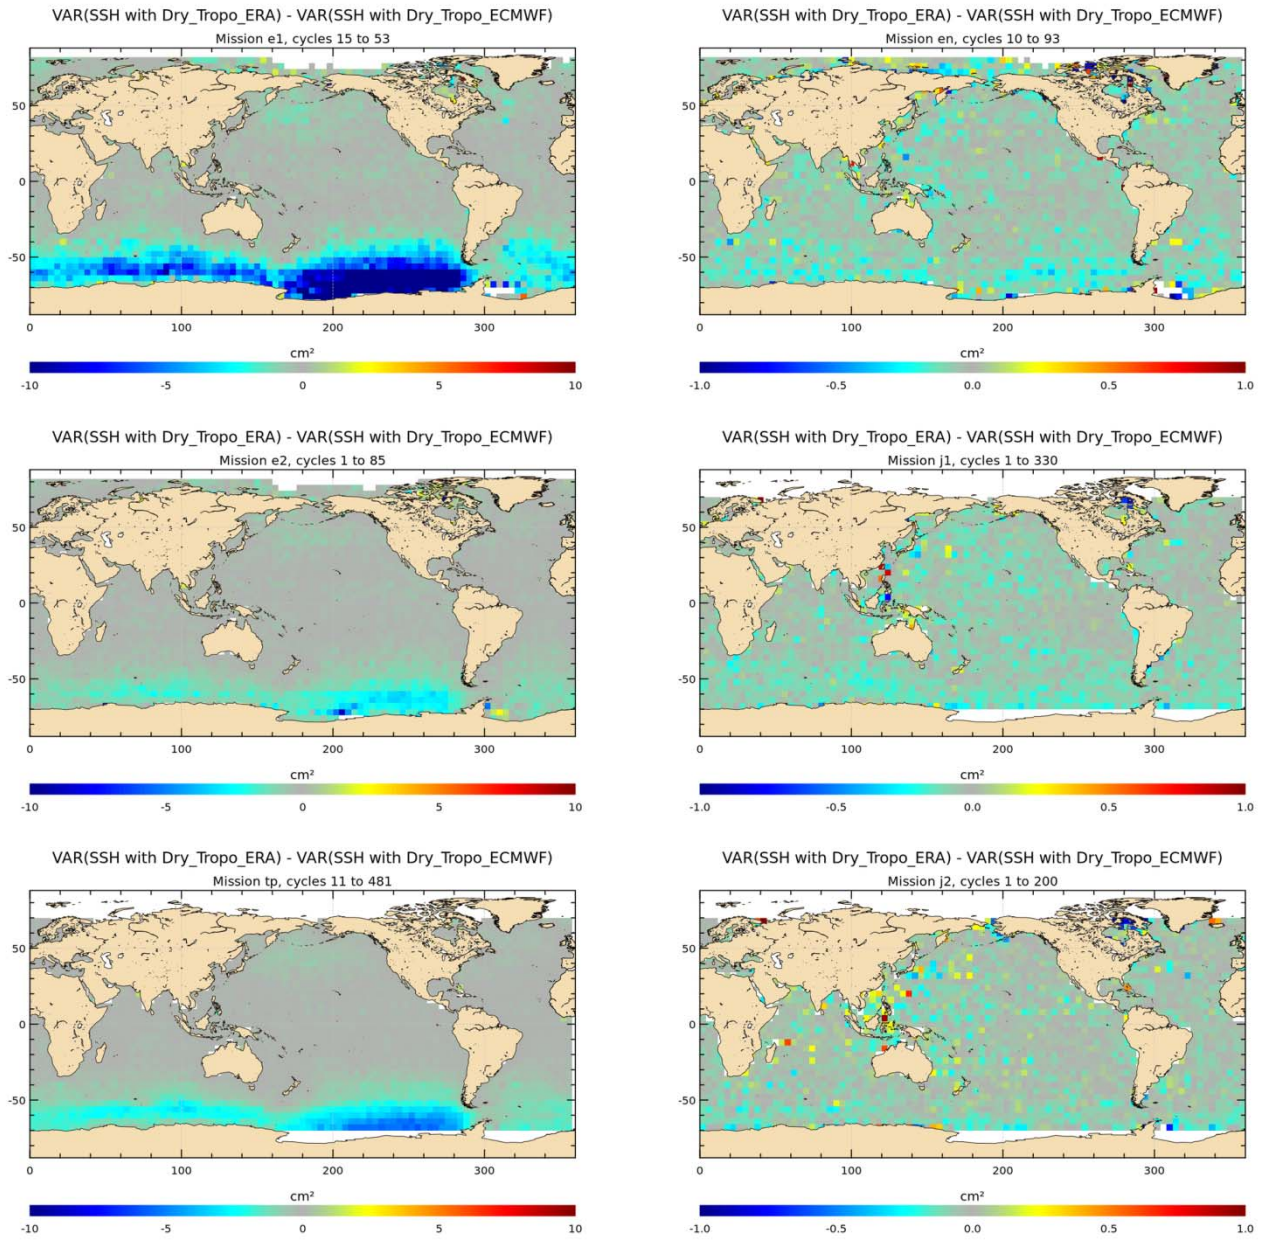 VAR(SSH with Dry_Tropo_ERA) - VAR(SSH with Dry_Tropo_ECMWF)
Mission e1, cycles 15 to 53
50
0
-50
0 100 200 300
cm²
-10 -5 0 5 10
VAR(SSH with Dry_Tropo_ERA) - VAR(SSH with Dry_Tropo_ECMWF)
Mission en, cycles 10 to 93
50
0
-50
0 100 200 300
cm²
-1.0 -0.5 0.0 0.5 1.0
VAR(SSH with Dry_Tropo_ERA) - VAR(SSH with Dry_Tropo_ECMWF)
Mission e2, cycles 1 to 85
50
0
-50
0 100 200 300
cm²
-10 -5 0 5 10
VAR(SSH with Dry_Tropo_ERA) - VAR(SSH with Dry_Tropo_ECMWF)
Mission j1, cycles 1 to 330
50
0
-50
0 100 200 300
cm²
-1.0 -0.5 0.0 0.5 1.0
VAR(SSH with Dry_Tropo_ERA) - VAR(SSH with Dry_Tropo_ECMWF)
Mission tp, cycles 11 to 481
50
0
-50
0 100 200 300
cm²
-10 -5 0 5 10
VAR(SSH with Dry_Tropo_ERA) - VAR(SSH with Dry_Tropo_ECMWF)
Mission j2, cycles 1 to 200
50
0
-50
0 100 200 300
cm²
-1.0 -0.5 0.0 0.5 1.0